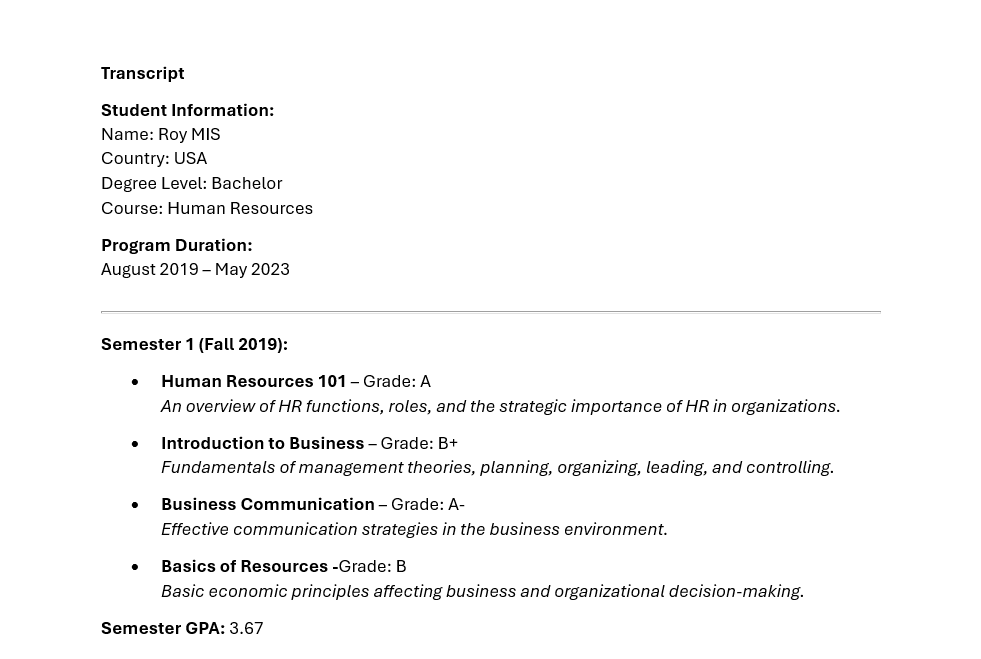 Transcript
Student Information:
Name: Roy MIS
Country: USA
Degree Level: Bachelor
Course: Human Resources
Program Duration:
August 2019 – May 2023
Semester 1 (Fall 2019):
• Human Resources 101 – Grade: A
An overview of HR functions, roles, and the strategic importance of HR in organizations.
• Introduction to Business – Grade: B+
Fundamentals of management theories, planning, organizing, leading, and controlling.
• Business Communication – Grade: A-
Effective communication strategies in the business environment.
• Basics of Resources -Grade: B
Basic economic principles affecting business and organizational decision-making.
Semester GPA: 3.67